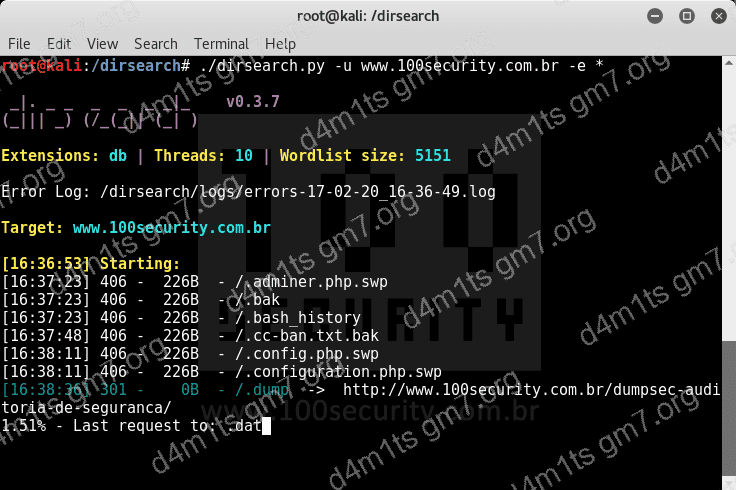 root@kali: /dirsearch
File Edit View Search Terminal Help
root@kali:/dirsearch# ./dirsearch.py -u www.100security.com.br -e *
_|. _ _ _ _ _ _|_ v0.3.7
(_||| _) (/_(_|| (_| )
Extensions: db | Threads: 10 | Wordlist size: 5151
Error Log: /dirsearch/logs/errors-17-02-20_16-36-49.log
Target: www.100security.com.br
[16:36:53] Starting:
[16:37:23] 406 - 226B - /.adminer.php.swp
[16:37:23] 406 - 226B - /.bak
[16:37:23] 406 - 226B - /.bash_history
[16:37:48] 406 - 226B - /.cc-ban.txt.bak
[16:38:11] 406 - 226B - /.config.php.swp
[16:38:11] 406 - 226B - /.configuration.php.swp
[16:38:36] 301 - 0B - /.dump -> http://www.100security.com.br/dumpsec-audi
toria-de-seguranca/
1.51% - Last request to: .dat
100
SECURITY
www.100security.com.br
d4m1ts gm7.org
d4m1ts gm7.org
d4m1ts gm7.org
d4m1ts gm7.org
d4m1ts gm7.org
d4m1ts gm7.org
d4m1ts gm7.org
d4m1ts gm7.org
d4m1ts gm7.org